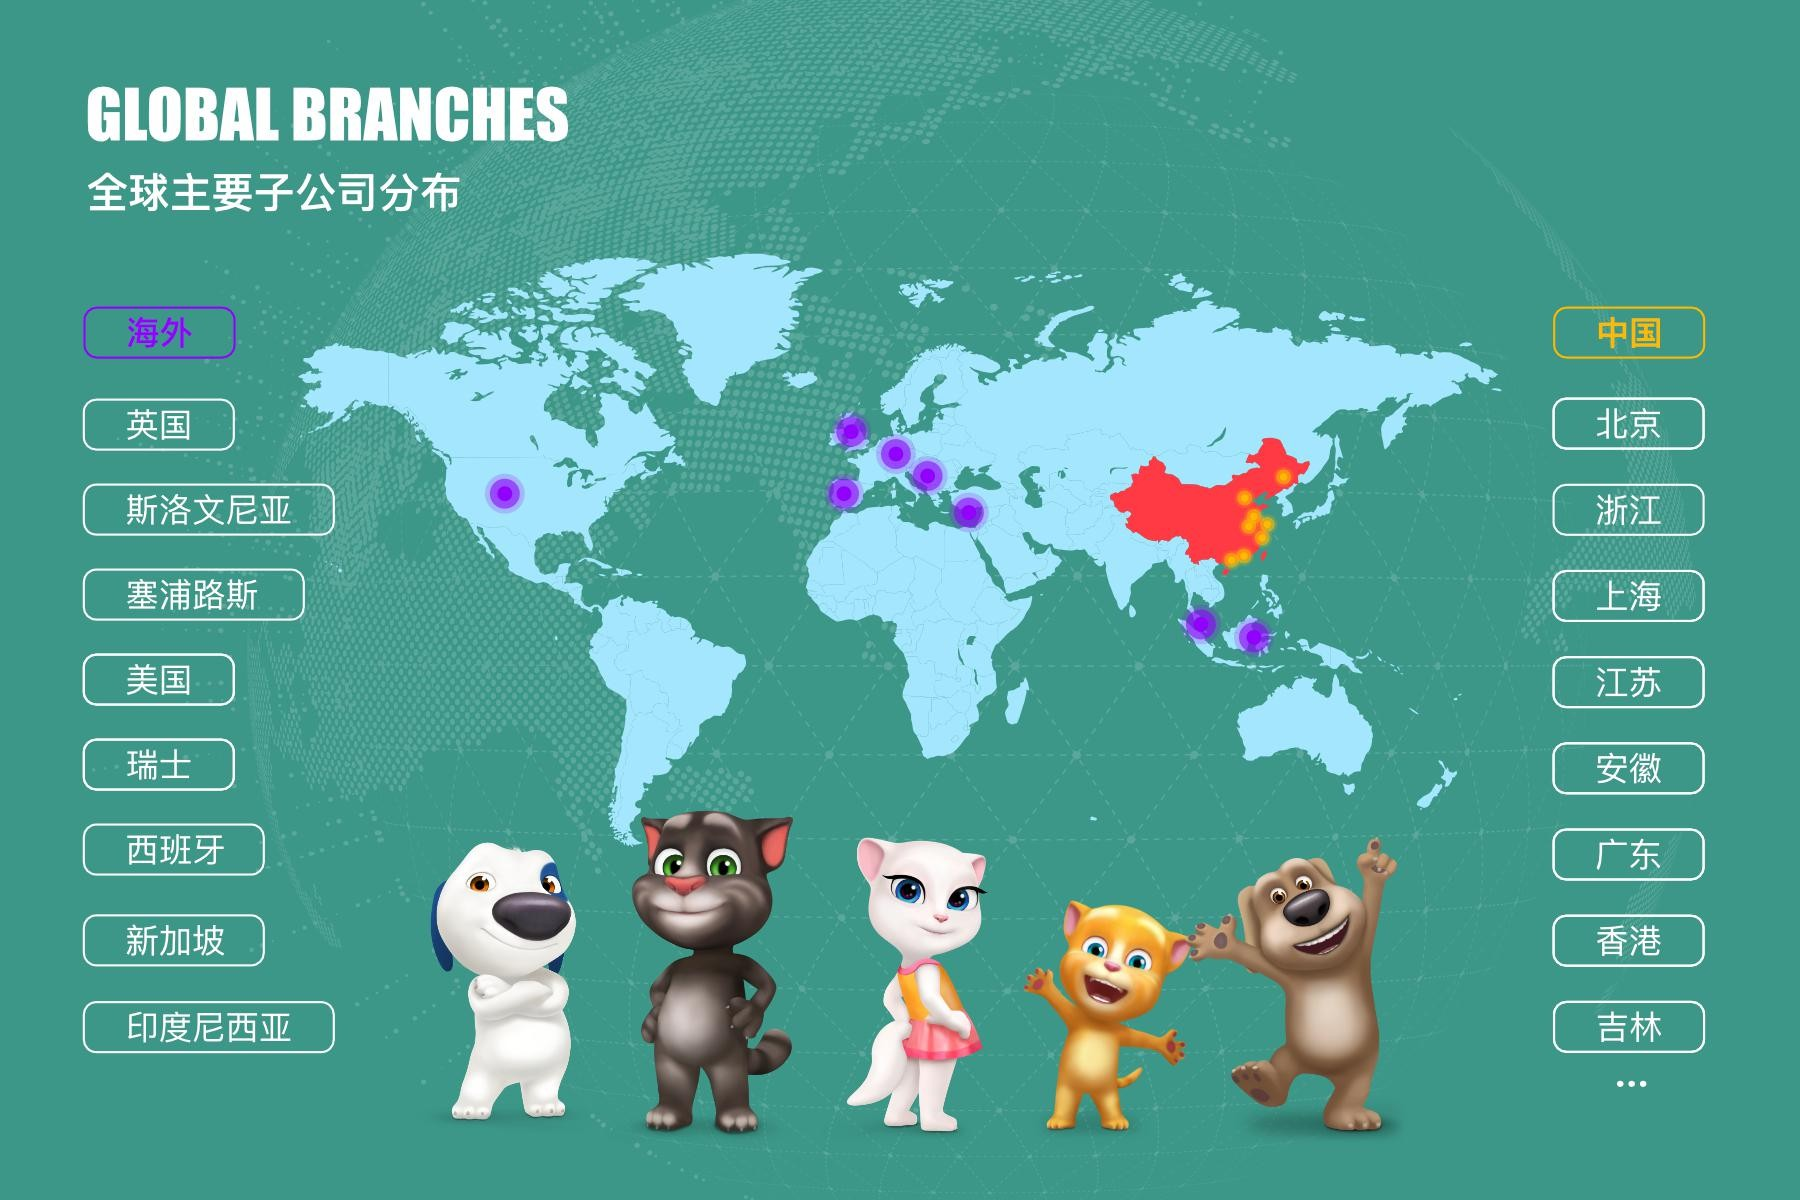 GLOBAL BRANCHES
全球主要子公司分布
海外
英国
斯洛文尼亚
塞浦路斯
美国
瑞士
西班牙
新加坡
印度尼西亚
中国
北京
浙江
上海
江苏
安徽
广东
香港
吉林
...